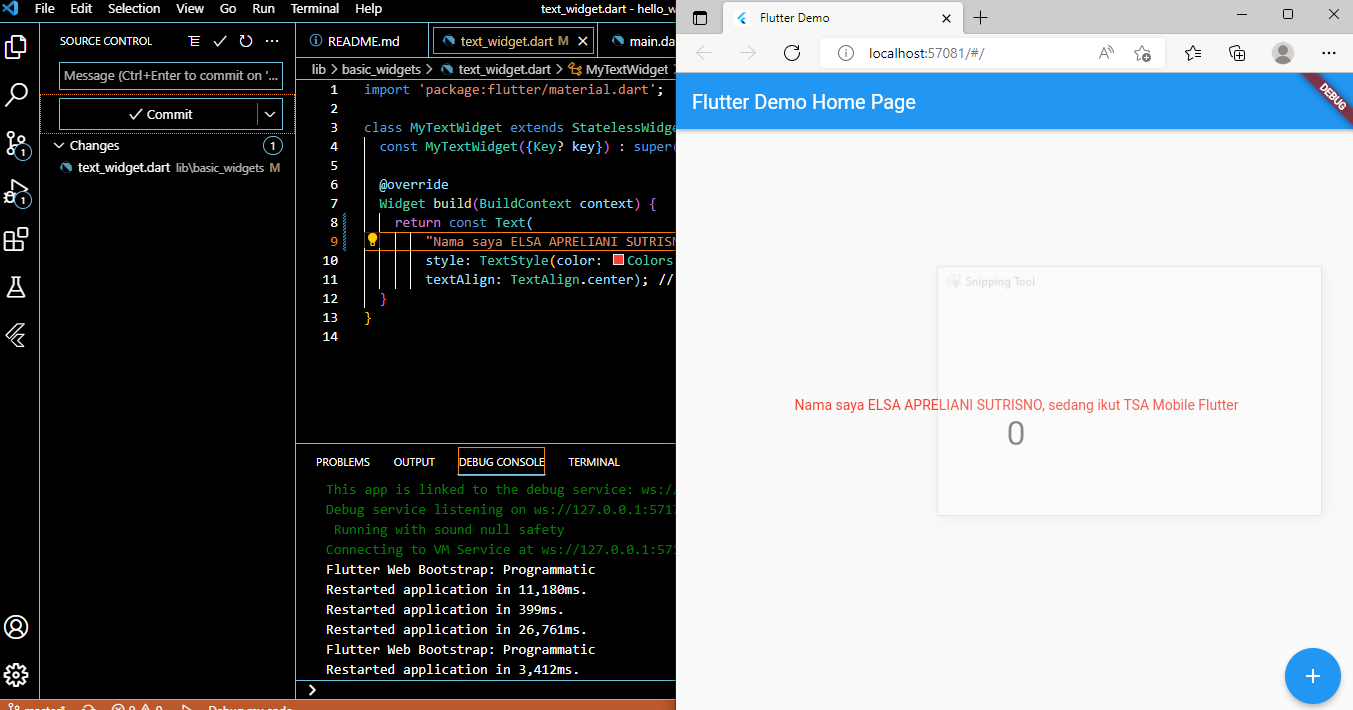 File Edit Selection View Go Run Terminal Help text_widget.dart - hello_w
SOURCE CONTROL
README.md text_widget.dart M main.da
Message (Ctrl+Enter to commit on '...
lib > basic_widgets > text_widget.dart > MyTextWidget
Commit
Changes 1
text_widget.dart lib\basic_widgets M
1
1
1 import 'package:flutter/material.dart';
2
3 class MyTextWidget extends StatelessWidge
4 const MyTextWidget({Key? key}) : super(
5
6 @override
7 Widget build(BuildContext context) {
8 return const Text(
9 "Nama saya ELSA APRELIANI SUTRISN
10 style: TextStyle(color: Colors
11 textAlign: TextAlign.center); //
12 }
13 }
14
PROBLEMS OUTPUT DEBUG CONSOLE TERMINAL
This app is linked to the debug service: ws:/
Debug service listening on ws://127.0.0.1:571
Running with sound null safety
Connecting to VM Service at ws://127.0.0.1:571
Flutter Web Bootstrap: Programmatic
Restarted application in 11,180ms.
Restarted application in 399ms.
Restarted application in 26,761ms.
Flutter Web Bootstrap: Programmatic
Restarted application in 3,412ms.
>
master* 0 0 Debug my code
Flutter Demo
localhost:57081/#/
Flutter Demo Home Page
DEBUG
Snipping Tool
Nama saya ELSA APRELIANI SUTRISNO, sedang ikut TSA Mobile Flutter
0